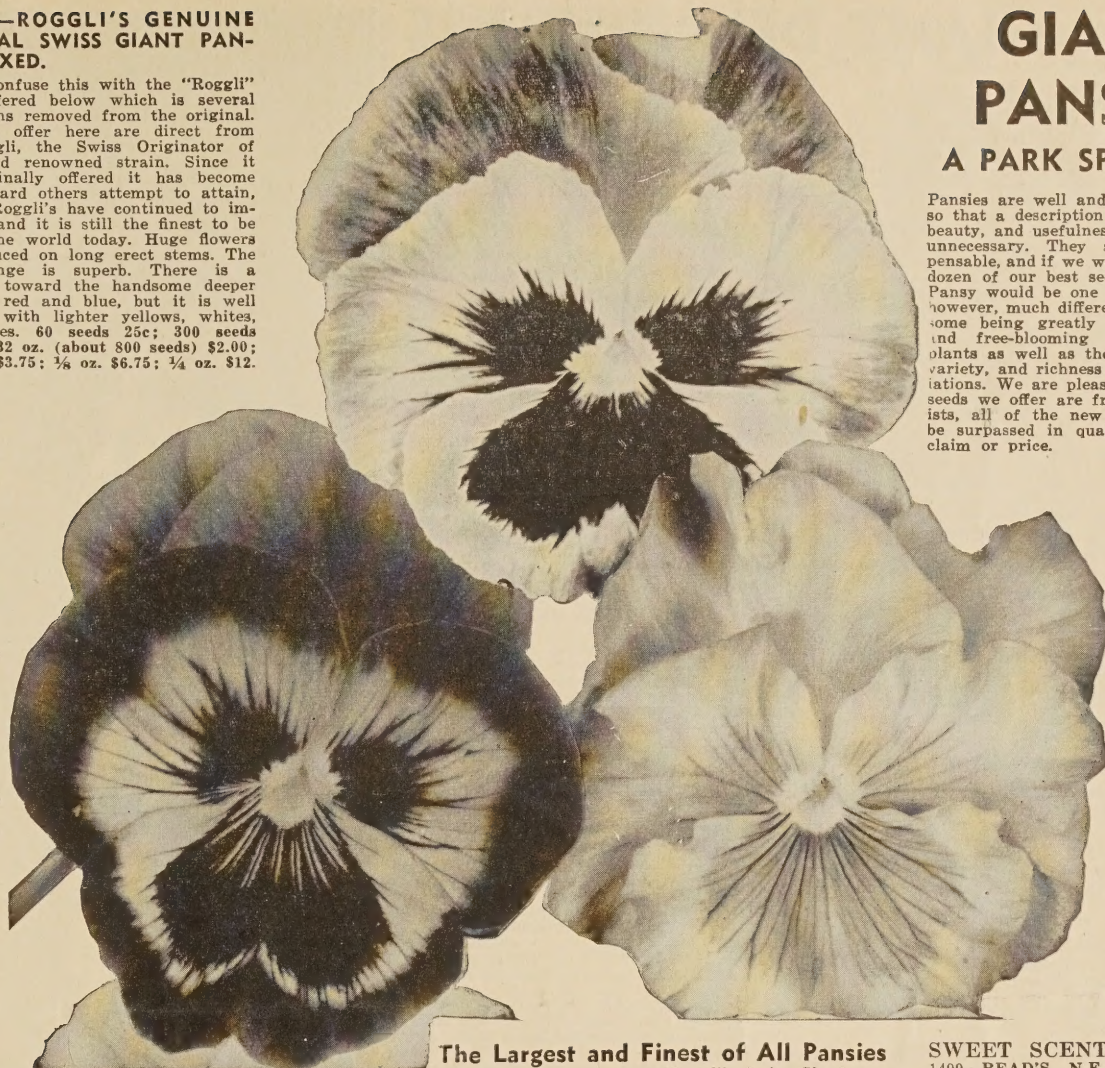 —ROGGLI'S GENUINE
AL SWISS GIANT PAN-
XED.
onfuse this with the "Roggli"
fered below which is several
ns removed from the original.
offer here are direct from
gli, the Swiss Originator of
d renowned strain. Since it
inally offered it has become
ard others attempt to attain,
Roggli's have continued to im-
and it is still the finest to be
ne world today. Huge flowers
uced on long erect stems. The
nge is superb. There is a
toward the handsome deeper
red and blue, but it is well
with lighter yellows, whites,
es. 60 seeds 25c; 300 seeds
32 oz. (about 800 seeds) $2.00;
$3.75; ⅛ oz. $6.75; ¼ oz. $12.
GIA
PANS
A PARK SP
Pansies are well and
so that a description
beauty, and usefulnes
unnecessary. They
pensable, and if we w
dozen of our best se
Pansy would be one
however, much differe
some being greatly
and free-blooming
plants as well as the
variety, and richness
iations. We are pleas
seeds we offer are fr
ists, all of the new
be surpassed in qua
claim or price.
The Largest and Finest of All Pansies
SWEET SCENT